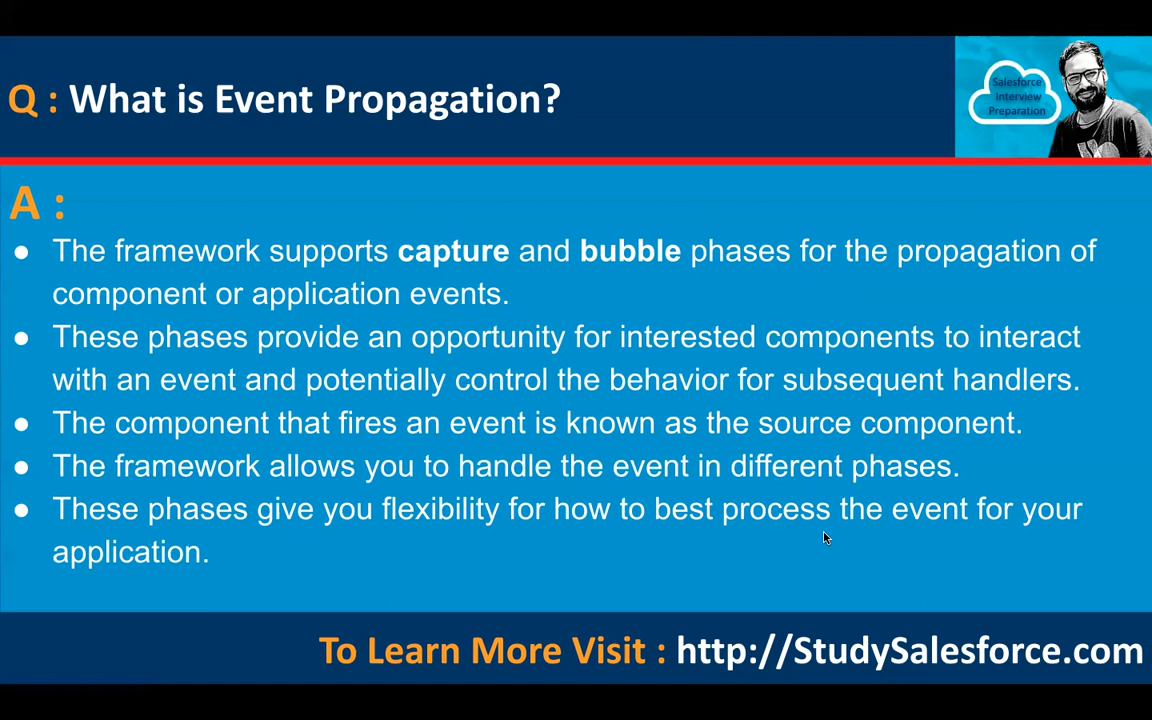 Q : What is Event Propagation?
Salesforce
Interview
Preparation
A :
● The framework supports capture and bubble phases for the propagation of
component or application events.
● These phases provide an opportunity for interested components to interact
with an event and potentially control the behavior for subsequent handlers.
● The component that fires an event is known as the source component.
● The framework allows you to handle the event in different phases.
● These phases give you flexibility for how to best process the event for your
application.
To Learn More Visit : http://StudySalesforce.com